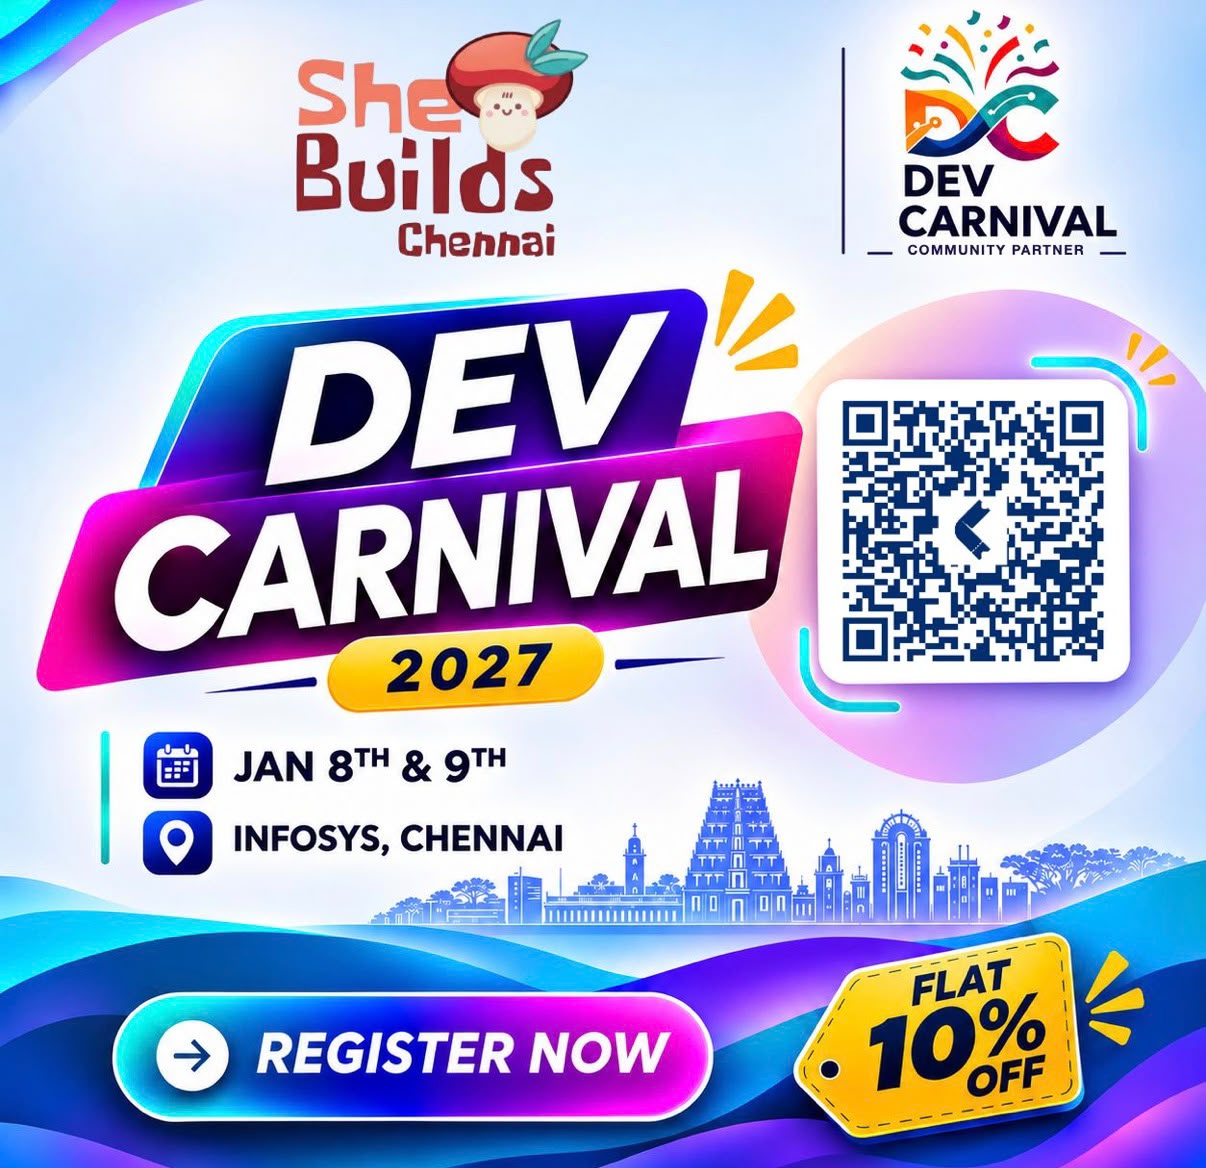 She
Builds
Chennai
DC
DEV
CARNIVAL
COMMUNITY PARTNER
DEV
CARNIVAL
2027
JAN 8TH & 9TH
INFOSYS, CHENNAI
REGISTER NOW
FLAT
10%
OFF